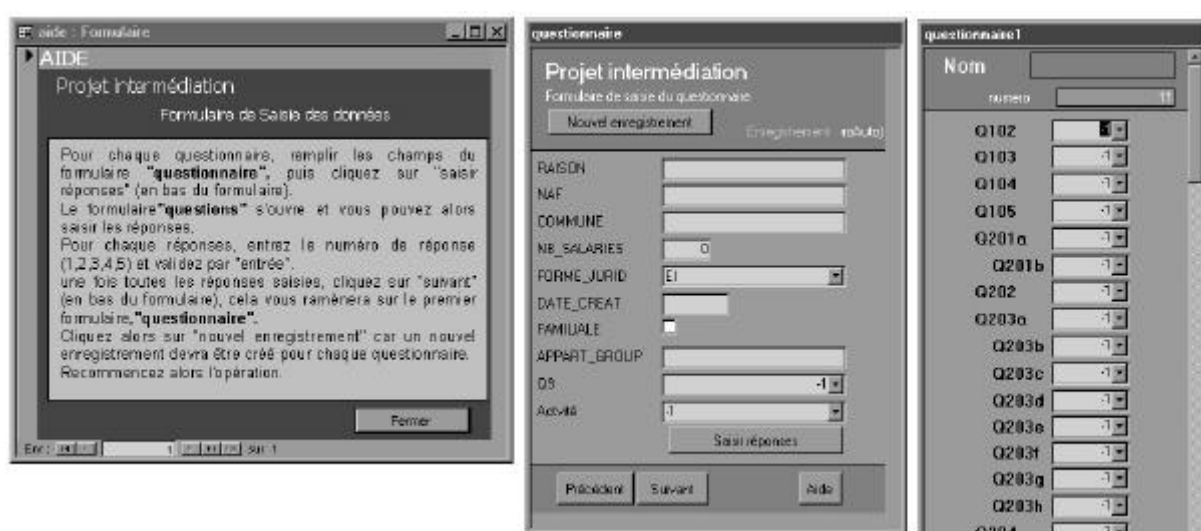 aide : Formulaire
AIDE
Projet intermédiation
Formulaire de Saisie des données
Pour chaque questionnaire, remplir les champs du
formulaire "questionnaire", puis cliquez sur "saisir
réponses" (en bas du formulaire).
Le formulaire "questions" s'ouvre et vous pouvez alors
saisir les réponses.
Pour chaque réponses, entrez le numéro de réponse
(1,2,3,4,5) et validez par "entrée".
une fois toutes les réponses saisies, cliquez sur "suivant"
(en bas du formulaire), cela vous ramènera sur le premier
formulaire, "questionnaire".
Cliquez alors sur "nouvel enregistrement" car un nouvel
enregistrement devra être créé pour chaque questionnaire.
Recommencez alors l'opération.
Fermer
Enr : 1 sur 1
questionnaire
Projet intermédiation
Formulaire de saisie du questionnaire
Nouvel enregistrement
Enregistrement
RAISON
NAF
COMMUNE
NB_SALARIES 0
FORME_JURID EI
DATE_CREAT
FAMILIALE
APPART_GROUP
-1
Activité -1
Saisir réponses
Précédent Suivant Aide
questionnaire1
Nom
numero 11
Q102
Q103 -1
Q104 -1
Q105 -1
Q201a -1
Q201b -1
Q202 -1
Q203a -1
Q203b -1
Q203c -1
Q203d -1
Q203e -1
Q203f -1
Q203g -1
Q203h -1